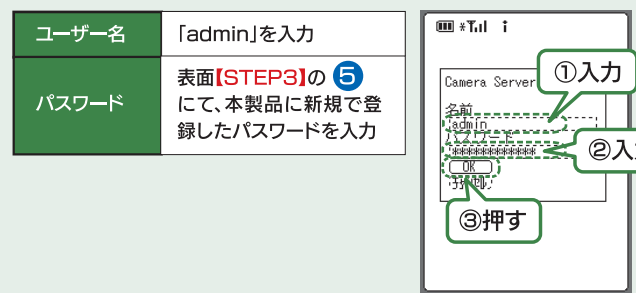 ユーザー名
「admin」を入力
パスワード
表面【STEP3】の 5
にて、本製品に新規で登
録したパスワードを入力
Camera Server
①入力
名前
admin
パスワード
************
②入
OK
③押す